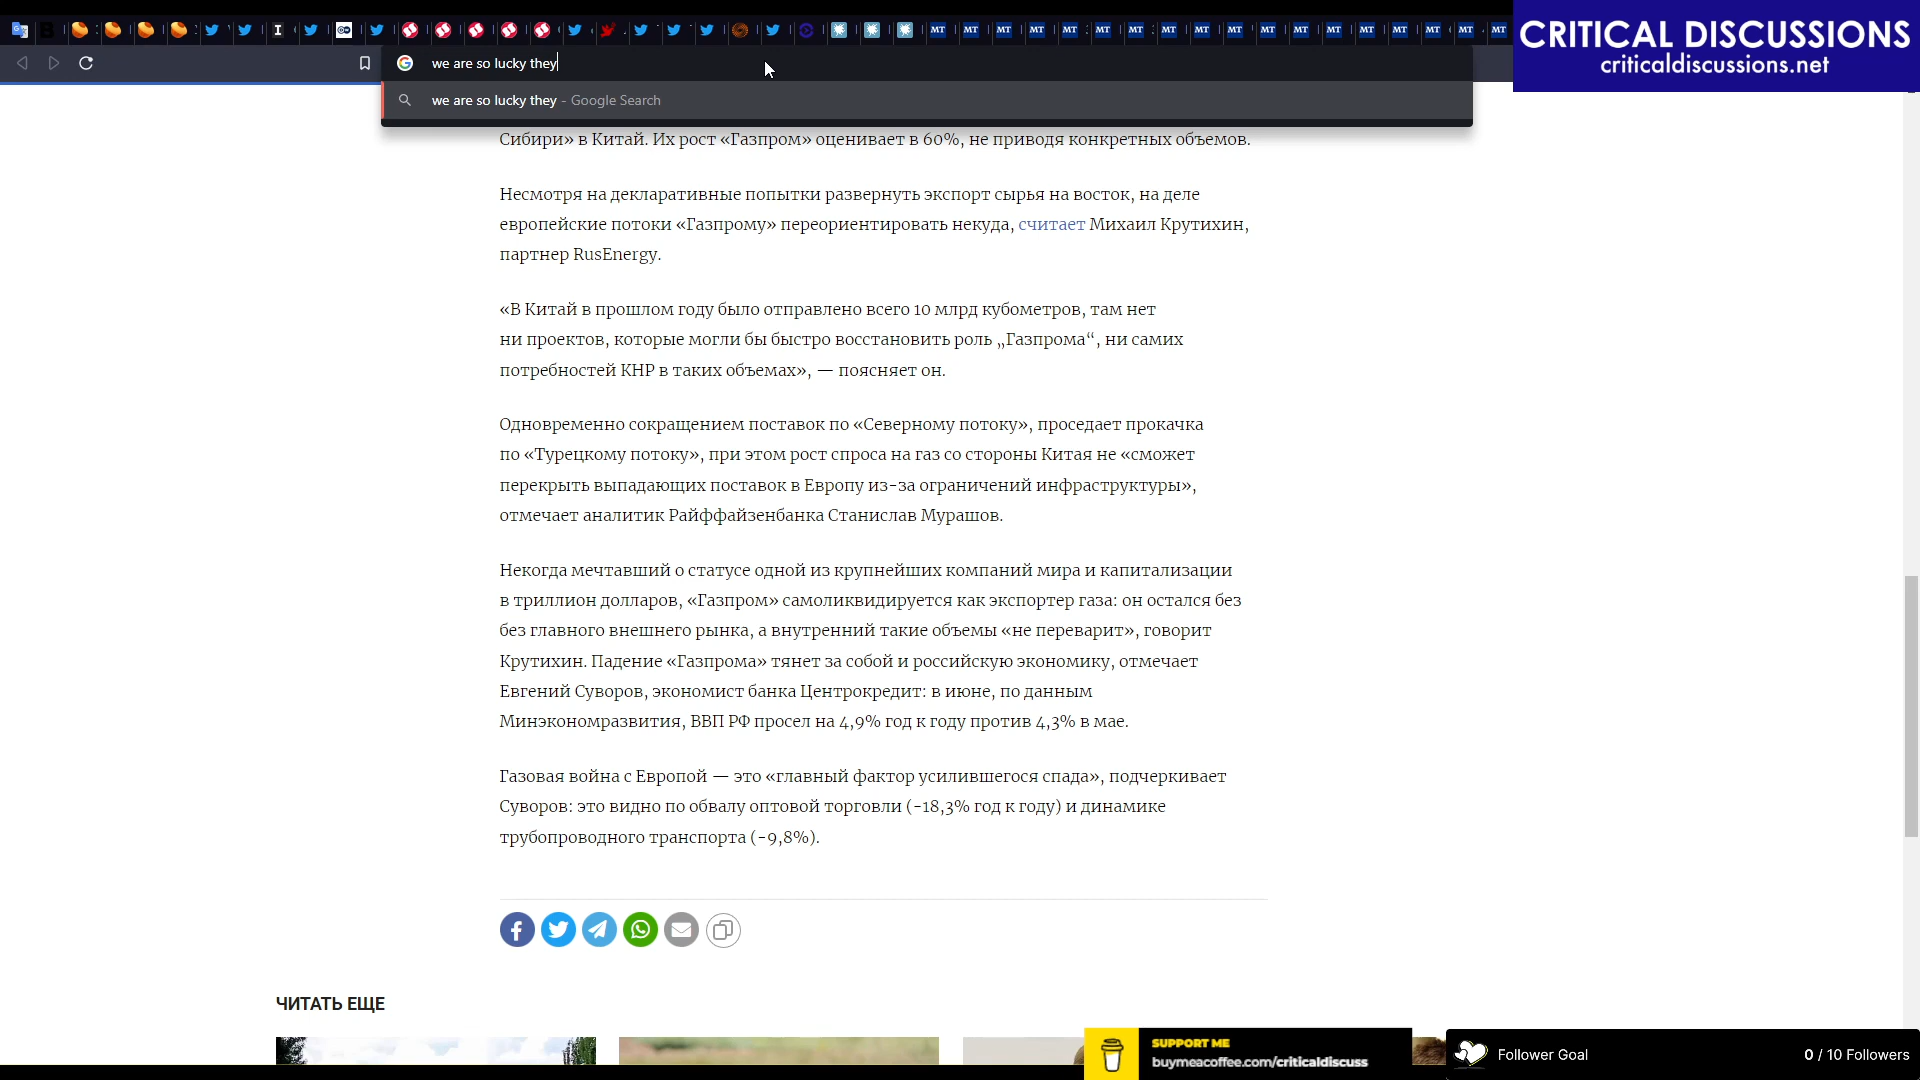 CRITICAL DISCUSSIONS
criticaldiscussions.net
we are so lucky they
we are so lucky they - Google Search
Сибири» в Китай. Их рост «Газпром» оценивает в 60%, не приводя конкретных объемов.
Несмотря на декларативные попытки развернуть экспорт сырья на восток, на деле
европейские потоки «Газпрому» переориентировать некуда, считает Михаил Крутихин,
партнер RusEnergy.
«В Китай в прошлом году было отправлено всего 10 млрд кубометров, там нет
ни проектов, которые могли бы быстро восстановить роль „Газпрома“, ни самих
потребностей КНР в таких объемах», — поясняет он.
Одновременно сокращением поставок по «Северному потоку», проседает прокачка
по «Турецкому потоку», при этом рост спроса на газ со стороны Китая не «сможет
перекрыть выпадающих поставок в Европу из-за ограничений инфраструктуры»,
отмечает аналитик Райффайзенбанка Станислав Мурашов.
Некогда мечтавший о статусе одной из крупнейших компаний мира и капитализации
в триллион долларов, «Газпром» самоликвидируется как экспортер газа: он остался без
без главного внешнего рынка, а внутренний такие объемы «не переварит», говорит
Крутихин. Падение «Газпрома» тянет за собой и российскую экономику, отмечает
Евгений Суворов, экономист банка Центрокредит: в июне, по данным
Минэкономразвития, ВВП РФ просел на 4,9% год к году против 4,3% в мае.
Газовая война с Европой — это «главный фактор усилившегося спада», подчеркивает
Суворов: это видно по обвалу оптовой торговли (-18,3% год к году) и динамике
трубопроводного транспорта (-9,8%).
ЧИТАТЬ ЕЩЕ
SUPPORT ME
buymeacoffee.com/criticaldiscuss
Follower Goal
0 / 10 Followers